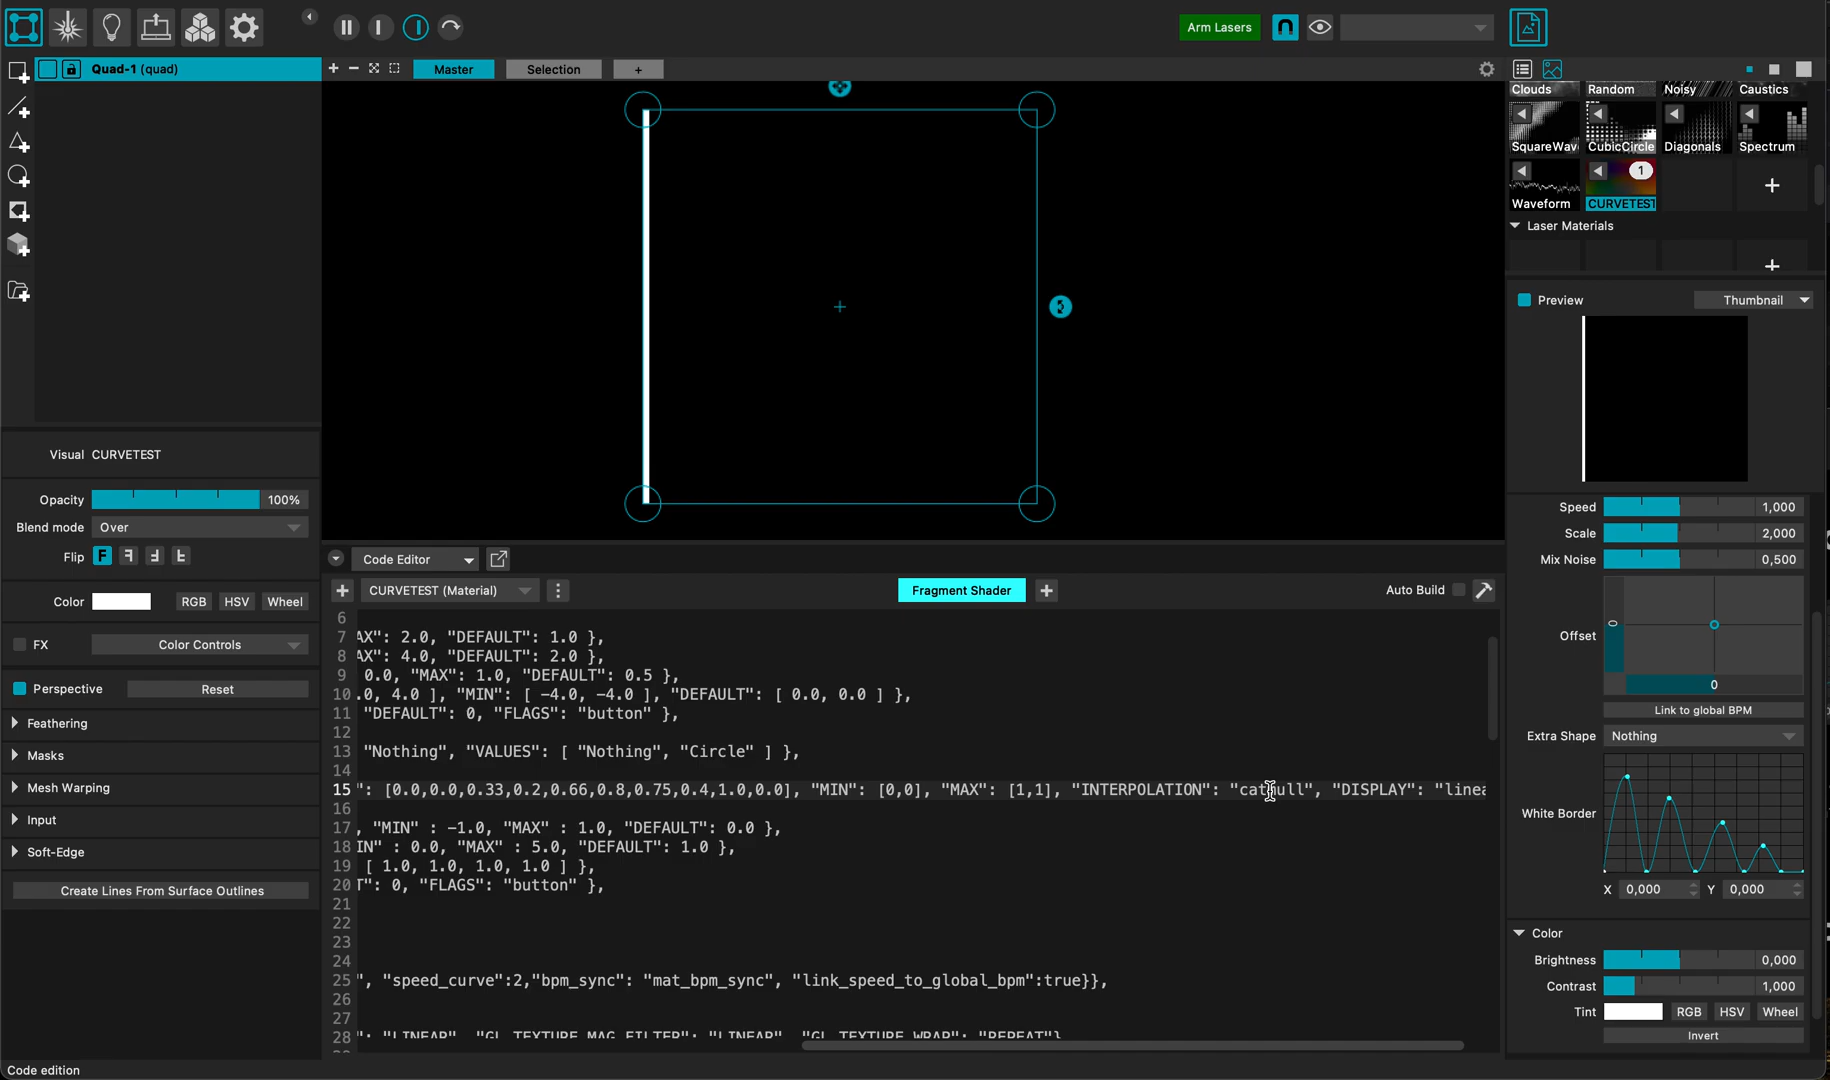 Arm Lasers
Quad-1 (quad)
Master
Selection
+
Clouds
Random
Noisy
Caustics
SquareWav
CubicCircle
Diagonals
Spectrum
Waveform
1
CURVETEST
+
Laser Materials
+
Preview
Thumbnail
Visual CURVETEST
Opacity 100%
Blend mode Over
Flip
Color RGB HSV Wheel
FX Color Controls
Perspective Reset
Feathering
Masks
Mesh Warping
Input
Soft-Edge
Create Lines From Surface Outlines
Code Editor
CURVETEST (Material)
Fragment Shader
Auto Build
6
7 AX": 2.0, "DEFAULT": 1.0 },
8 AX": 4.0, "DEFAULT": 2.0 },
9 0.0, "MAX": 1.0, "DEFAULT": 0.5 },
10 .0, 4.0 ], "MIN": [ -4.0, -4.0 ], "DEFAULT": [ 0.0, 0.0 ] },
11 "DEFAULT": 0, "FLAGS": "button" },
12
13 "Nothing", "VALUES": [ "Nothing", "Circle" ] },
14
15 ": [0.0,0.0,0.33,0.2,0.66,0.8,0.75,0.4,1.0,0.0], "MIN": [0,0], "MAX": [1,1], "INTERPOLATION": "catmull", "DISPLAY": "linea
16
17 , "MIN" : -1.0, "MAX" : 1.0, "DEFAULT": 0.0 },
18 IN" : 0.0, "MAX" : 5.0, "DEFAULT": 1.0 },
19 [ 1.0, 1.0, 1.0, 1.0 ] },
20 T": 0, "FLAGS": "button" },
21
22
23
24
25 ", "speed_curve":2,"bpm_sync": "mat_bpm_sync", "link_speed_to_global_bpm":true}},
26
27
28 ": "LINEAR", "GL_TEXTURE_MAG_FILTER": "LINEAR", "GL_TEXTURE_WRAP": "REPEAT"}
Speed 1,000
Scale 2,000
Mix Noise 0,500
Offset 0
0
Link to global BPM
Extra Shape Nothing
White Border
X 0,000 Y 0,000
Color
Brightness 0,000
Contrast 1,000
Tint RGB HSV Wheel
Invert
Code edition